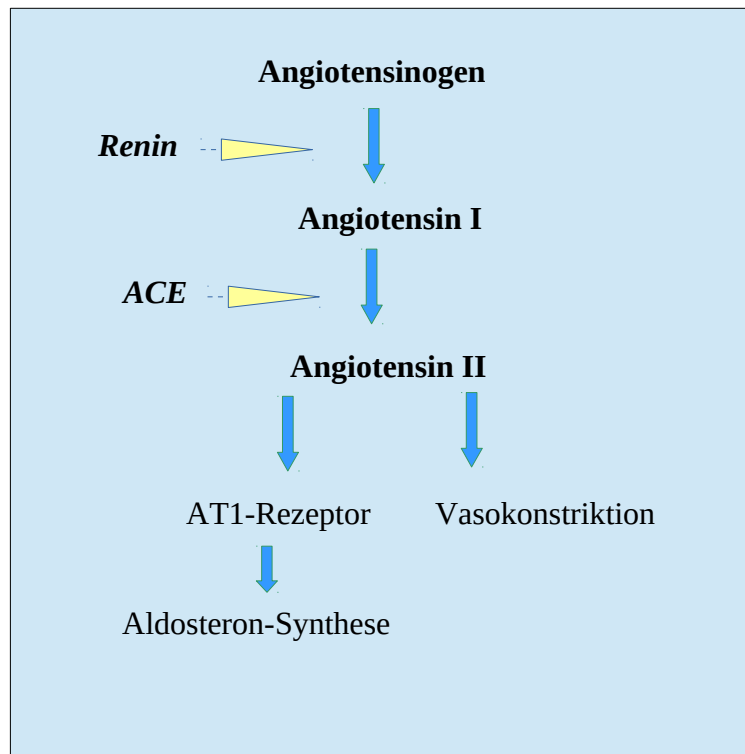 Angiotensinogen
Renin
Angiotensin I
ACE
Angiotensin II
AT1-Rezeptor Vasokonstriktion
Aldosteron-Synthese